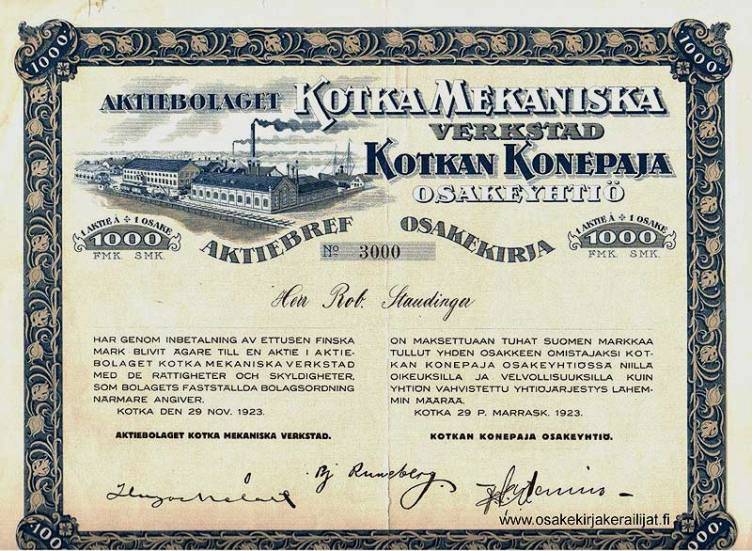 1000
1000
AKTIEBOLAGET KOTKA MEKANISKA
VERKSTAD
KOTKAN KONEPAJA
OSAKEYHTIÖ
AKTIEBREF OSAKEKIRJA
No 3000
1 AKTIE À ÷ 1 OSAKE
1000
FMK. SMK.
1 AKTIE À ÷ 1 OSAKE
1000
FMK. SMK.
Herr Rob. Staudinger
HAR GENOM INBETALNING AV ETTUSEN FINSKA
MARK BLIVIT ÄGARE TILL EN AKTIE I AKTIE-
BOLAGET KOTKA MEKANISKA VERKSTAD
MED DE RÄTTIGHETER OCH SKYLDIGHETER,
SOM BOLAGETS FASTSTÄLLDA BOLAGSORDNING
NÄRMARE ANGIVER.
KOTKA DEN 29 NOV. 1923.
AKTIEBOLAGET KOTKA MEKANISKA VERKSTAD.
ON MAKSETTUAAN TUHAT SUOMEN MARKKAA
TULLUT YHDEN OSAKKEEN OMISTAJAKSI KOT-
KAN KONEPAJA OSAKEYHTIÖSSÄ NIILLÄ
OIKEUKSILLA JA VELVOLLISUUKSILLA KUIN
YHTIÖN VAHVISTETTU YHTIÖJÄRJESTYS LÄHEM-
MIN MÄÄRÄÄ.
KOTKA 29 P. MARRASK. 1923.
KOTKAN KONEPAJA OSAKEYHTIÖ.
Bj Runeberg
www.osakekirjakerailijat.fi
1000
000